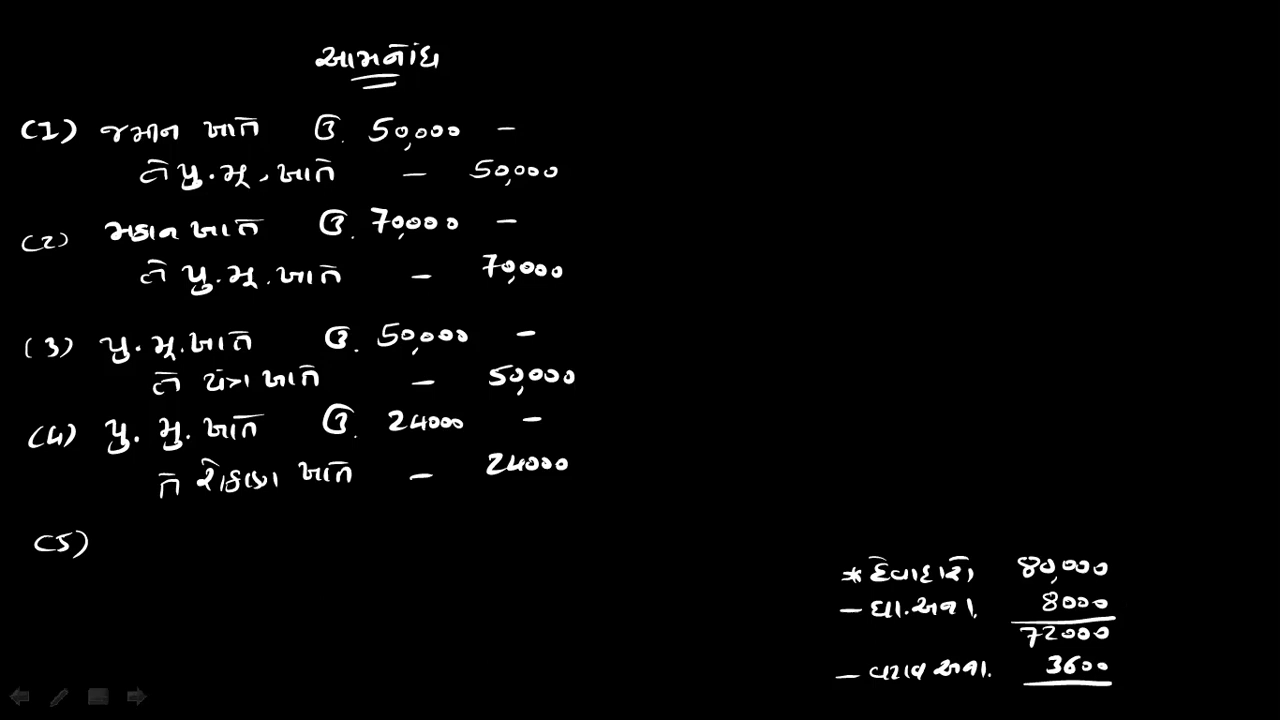 આમનોંધ
(1) જમીન ખાતે ઉ. 50,000 –
તે પુ.મૂ.ખાતે – 50,000
(2) મકાન ખાતે ઉ. 70,000 –
તે પુ.મૂ.ખાતે – 70,000
(3) પુ.મૂ.ખાતે ઉ. 50,000 –
તે યંત્ર ખાતે – 50,000
(4) પુ.મુ.ખાતે ઉ. 24000 –
તે રોકાણ ખાતે – 24000
(5)
* દેવાદારો 80,000
– ઘા.અના. 8000
72000
– વટાવ અના. 3600